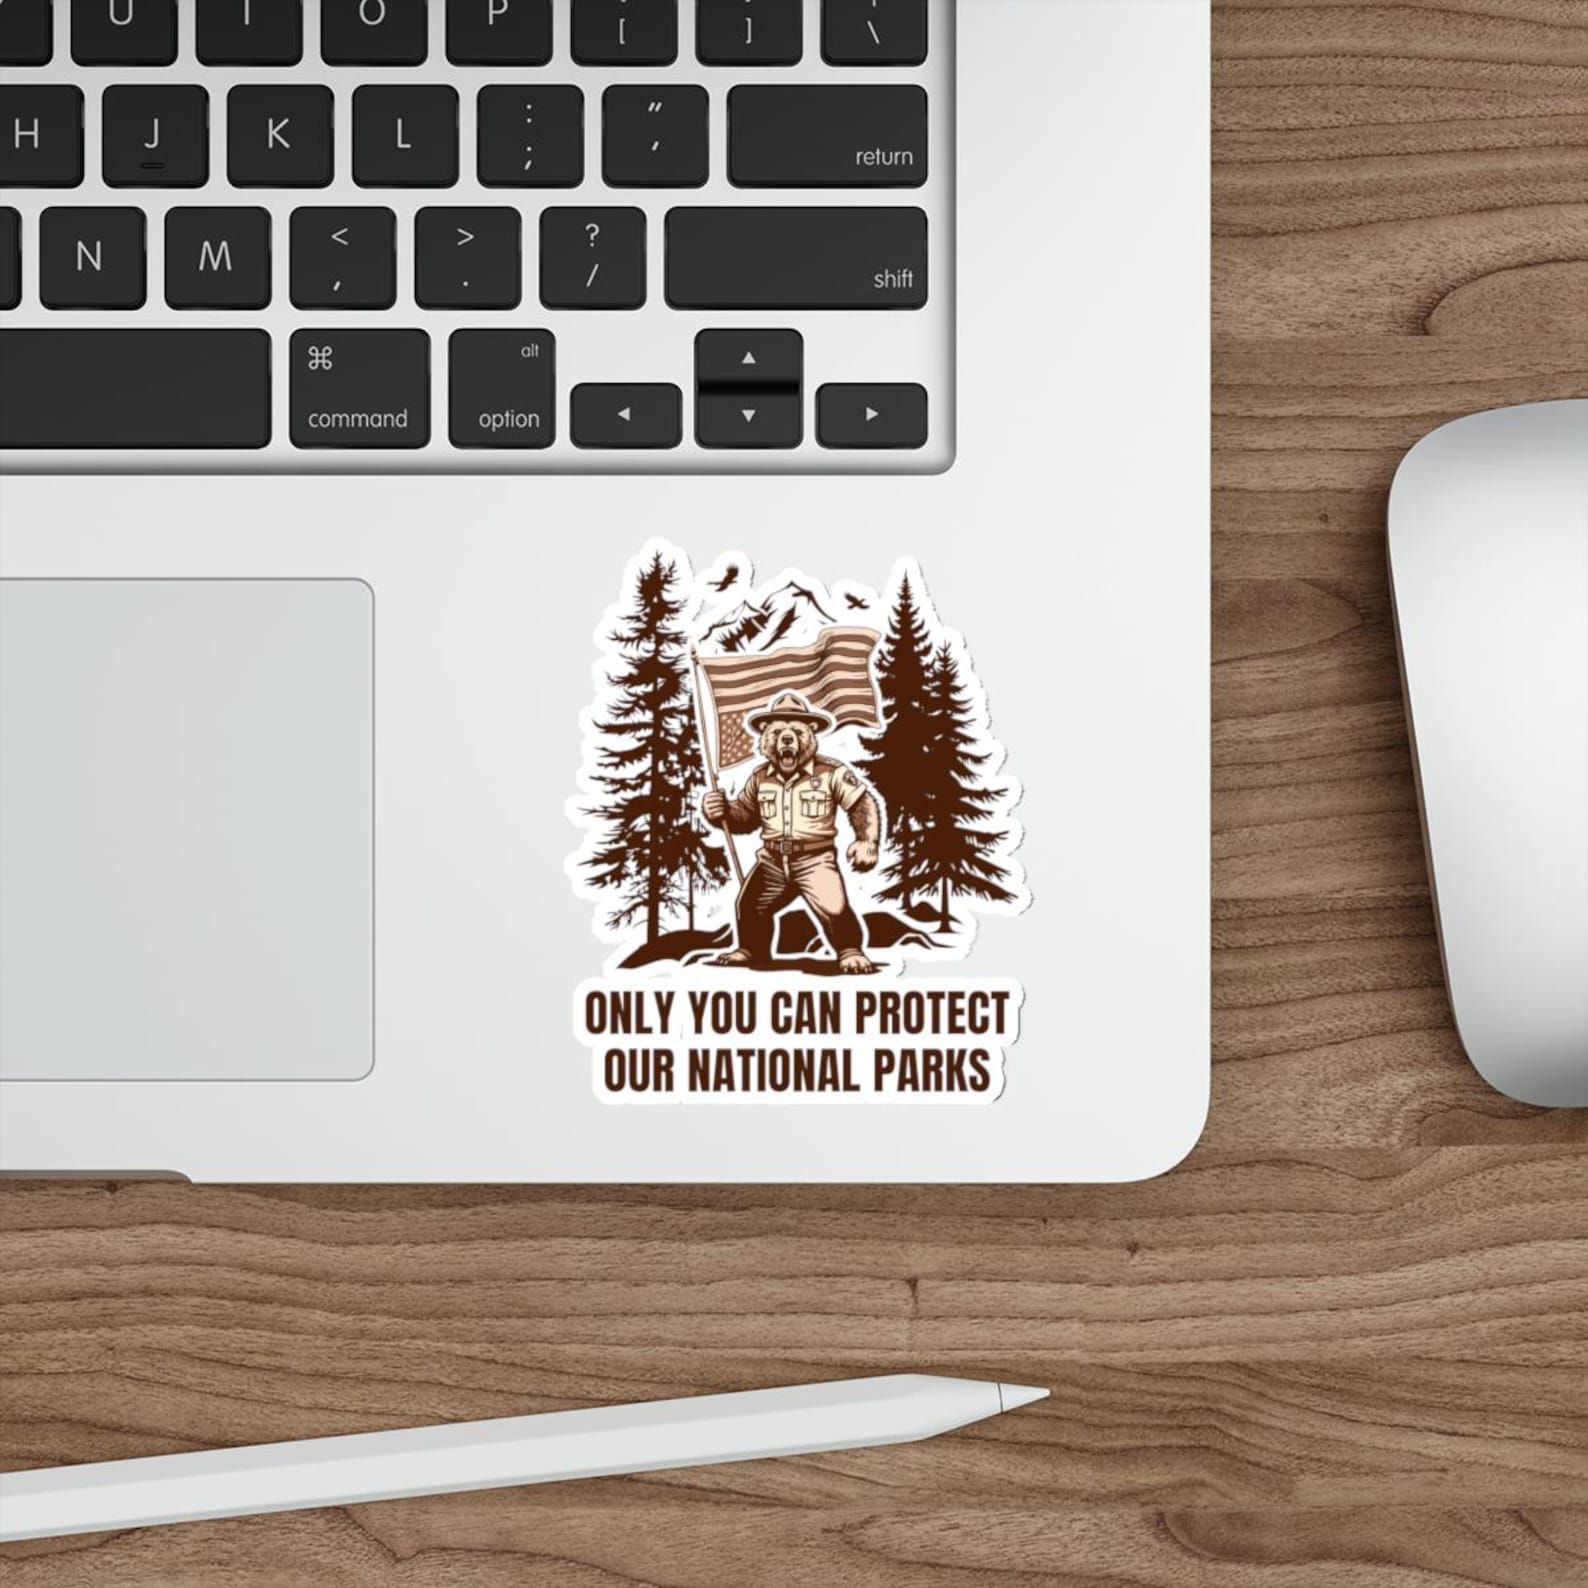 U I O P { [ } ] | \
H J K L : ; " ' return
N M < , > . ? / shift
⌘ command alt option ◀ ▲ ▼ ▶
ONLY YOU CAN PROTECT
OUR NATIONAL PARKS